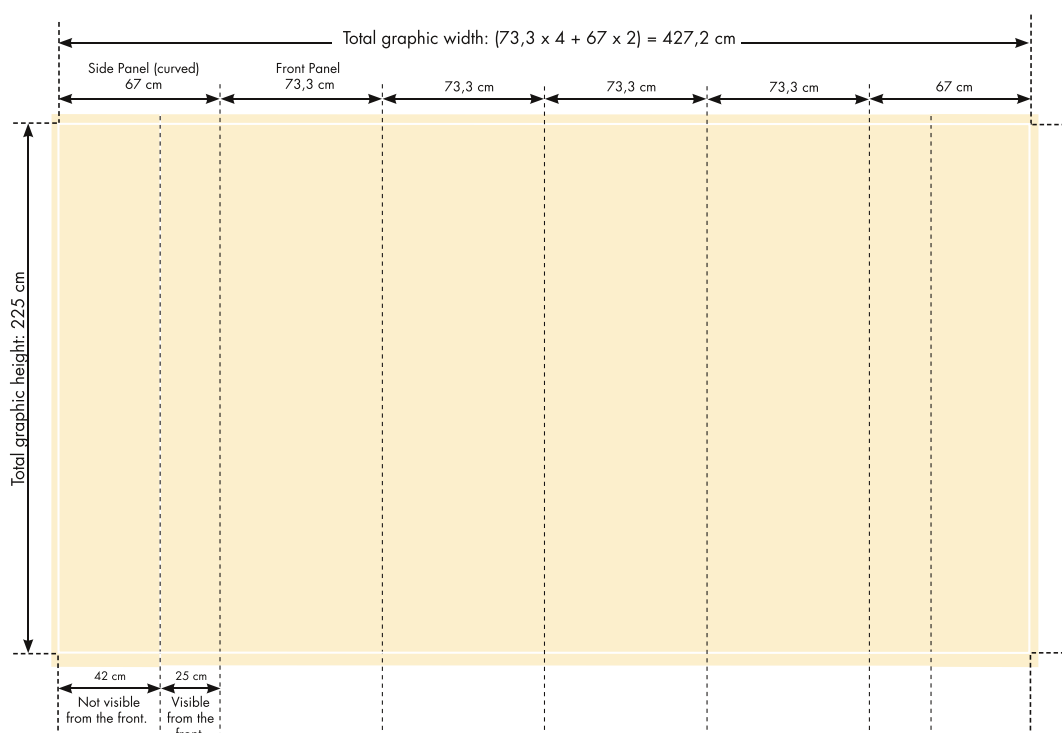 Total graphic width: (73,3 x 4 + 67 x 2) = 427,2 cm
Side Panel (curved)
67 cm
Front Panel
73,3 cm
73,3 cm
73,3 cm
73,3 cm
67 cm
Total graphic height: 225 cm
42 cm
Not visible
from the front.
25 cm
Visible
from the
front.